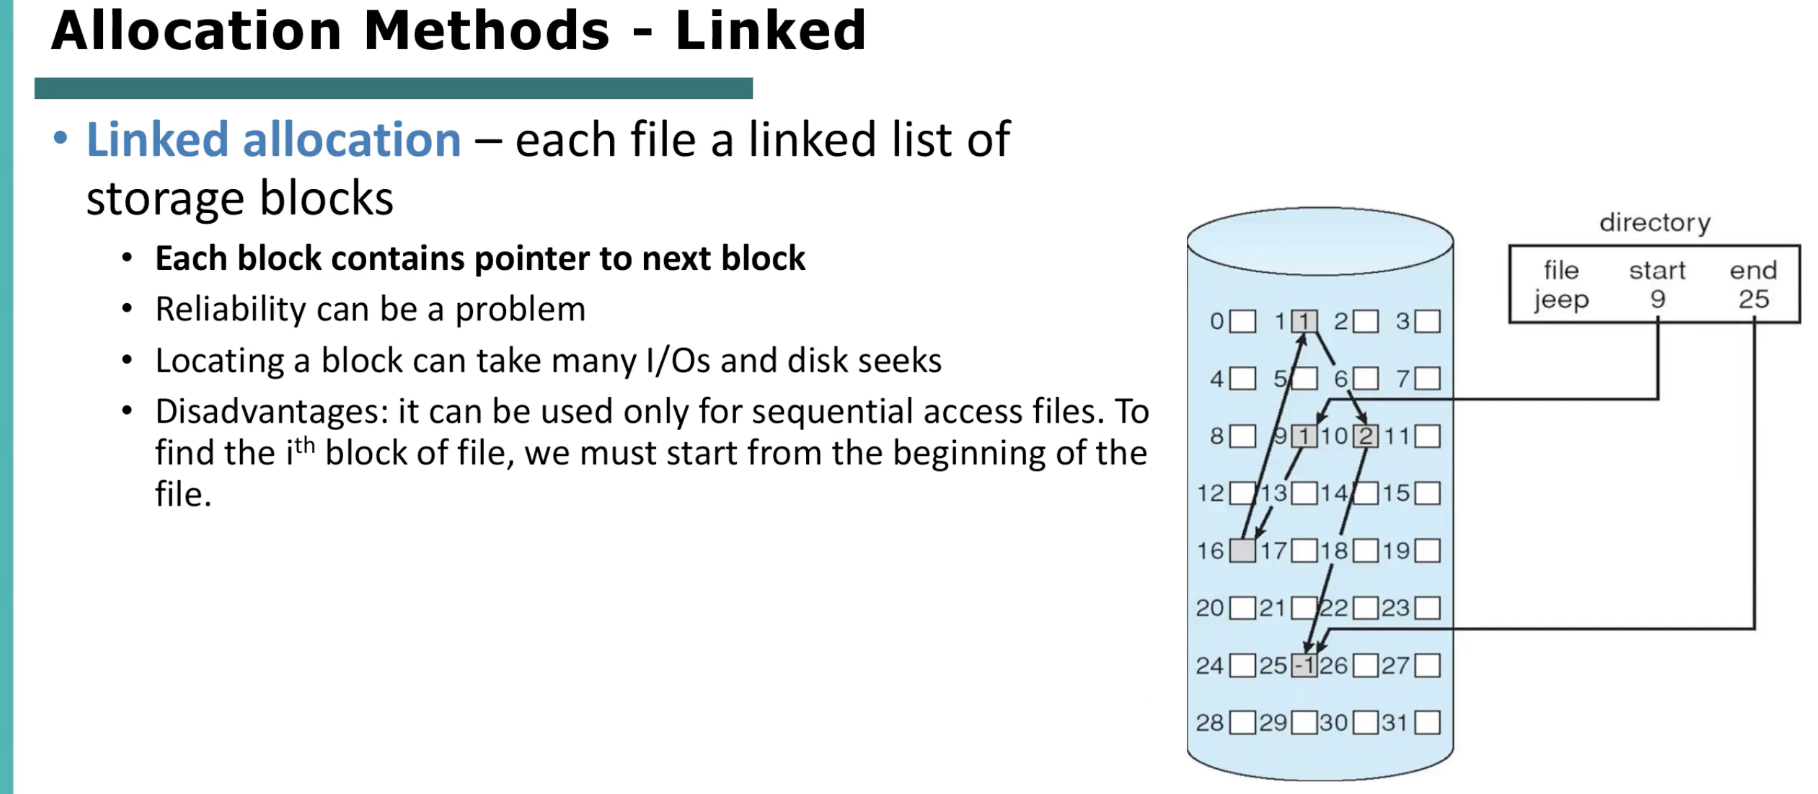 Allocation Methods - Linked
• Linked allocation – each file a linked list of
storage blocks
• Each block contains pointer to next block
• Reliability can be a problem
• Locating a block can take many I/Os and disk seeks
• Disadvantages: it can be used only for sequential access files. To
find the ith block of file, we must start from the beginning of the
file.
directory
file start end
jeep 9 25
0 1 1 2 3
4 5 6 7
8 9 1 10 2 11
12 13 14 15
16 17 18 19
20 21 22 23
24 25 -1 26 27
28 29 30 31